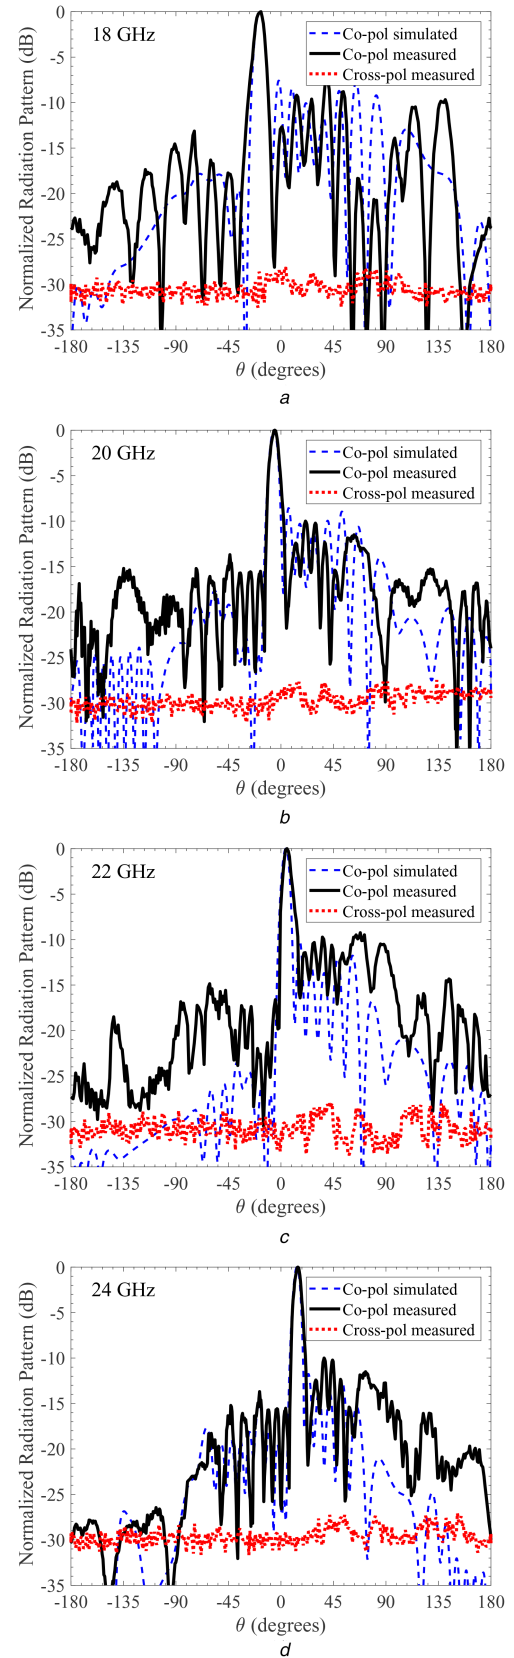 18 GHz
Co-pol simulated
Co-pol measured
Cross-pol measured
Normalized Radiation Pattern (dB)
0
-5
-10
-15
-20
-25
-30
-35
-180 -135 -90 -45 0 45 90 135 180
θ (degrees)
a
20 GHz
Co-pol simulated
Co-pol measured
Cross-pol measured
Normalized Radiation Pattern (dB)
0
-5
-10
-15
-20
-25
-30
-35
-180 -135 -90 -45 0 45 90 135 180
θ (degrees)
b
22 GHz
Co-pol simulated
Co-pol measured
Cross-pol measured
Normalized Radiation Pattern (dB)
0
-5
-10
-15
-20
-25
-30
-35
-180 -135 -90 -45 0 45 90 135 180
θ (degrees)
c
24 GHz
Co-pol simulated
Co-pol measured
Cross-pol measured
Normalized Radiation Pattern (dB)
0
-5
-10
-15
-20
-25
-30
-35
-180 -135 -90 -45 0 45 90 135 180
θ (degrees)
d